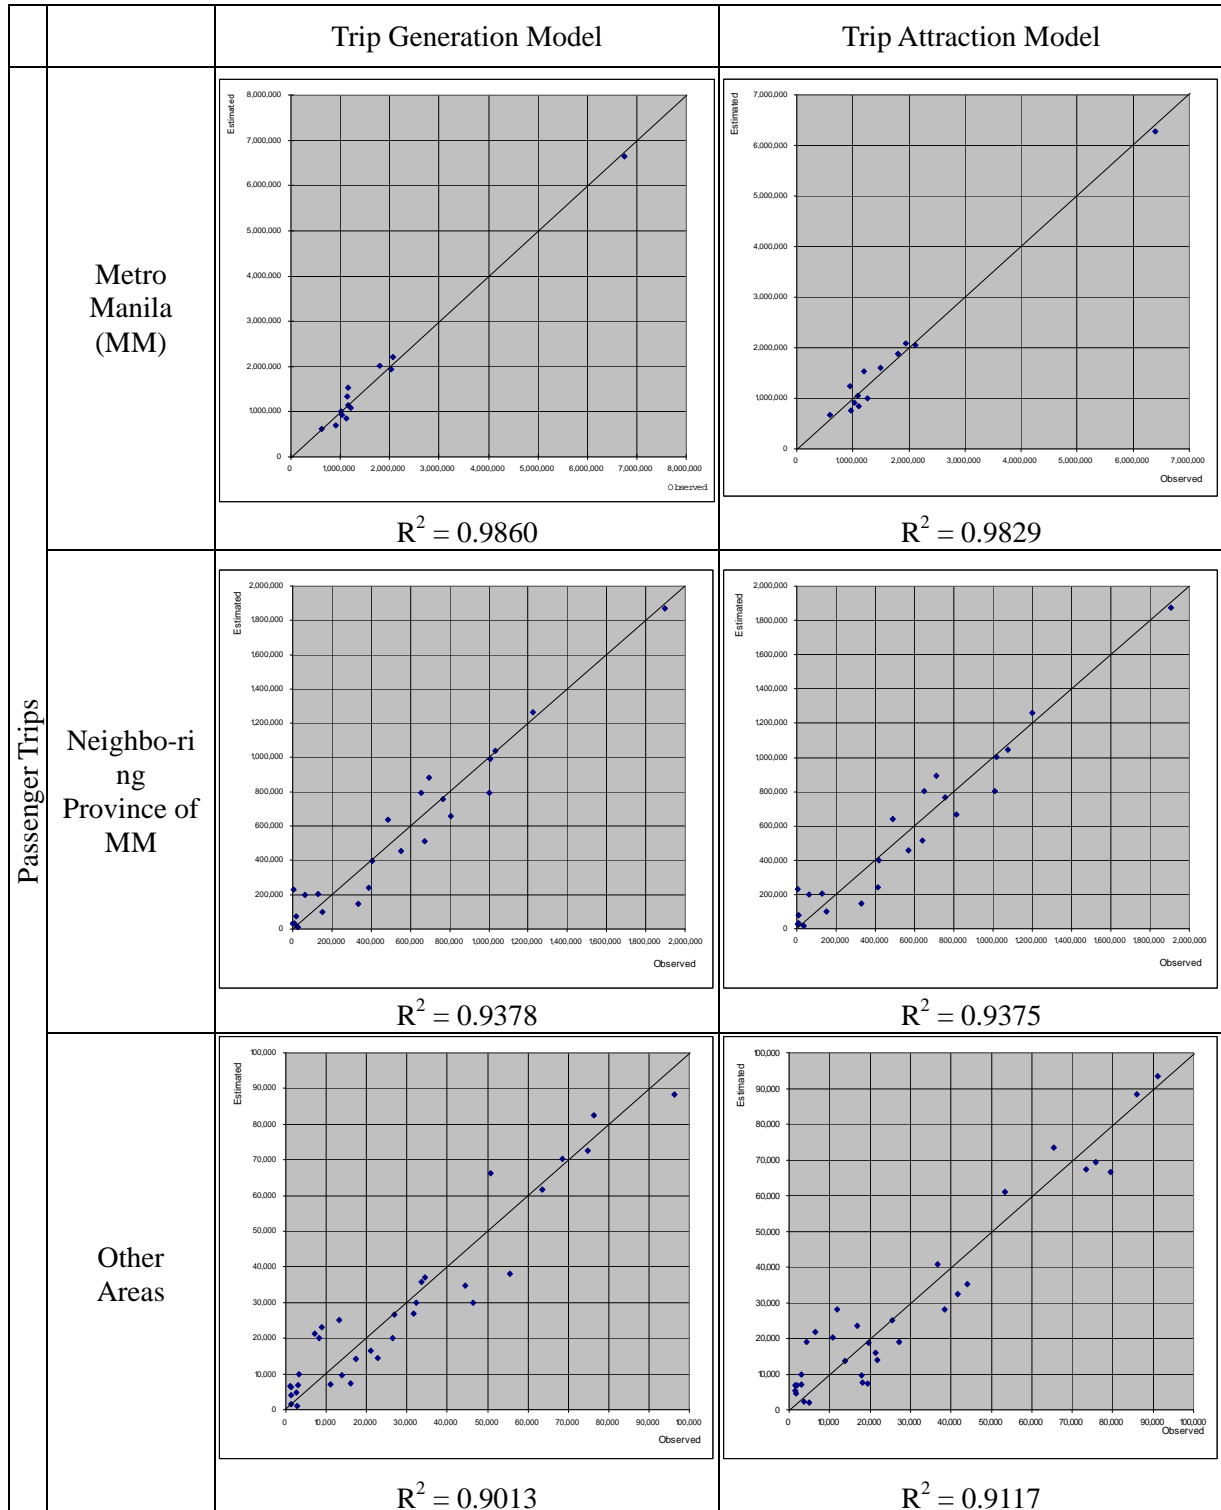 Trip Generation Model
Trip Attraction Model
Passenger Trips
Metro
Manila
(MM)
Estimated
8,000,000
7,000,000
6,000,000
5,000,000
4,000,000
3,000,000
2,000,000
1,000,000
0
0 1,000,000 2,000,000 3,000,000 4,000,000 5,000,000 6,000,000 7,000,000 8,000,000
Observed
R² = 0.9860
Estimated
7,000,000
6,000,000
5,000,000
4,000,000
3,000,000
2,000,000
1,000,000
0
0 1,000,000 2,000,000 3,000,000 4,000,000 5,000,000 6,000,000 7,000,000
Observed
R² = 0.9829
Neighbo-ri
ng
Province of
MM
Estimated
2,000,000
1,800,000
1,600,000
1,400,000
1,200,000
1,000,000
800,000
600,000
400,000
200,000
0
0 200,000 400,000 600,000 800,000 1,000,000 1,200,000 1,400,000 1,600,000 1,800,000 2,000,000
Observed
R² = 0.9378
Estimated
2,000,000
1,800,000
1,600,000
1,400,000
1,200,000
1,000,000
800,000
600,000
400,000
200,000
0
0 200,000 400,000 600,000 800,000 1,000,000 1,200,000 1,400,000 1,600,000 1,800,000 2,000,000
Observed
R² = 0.9375
Other
Areas
Estimated
100,000
90,000
80,000
70,000
60,000
50,000
40,000
30,000
20,000
10,000
0
0 10,000 20,000 30,000 40,000 50,000 60,000 70,000 80,000 90,000 100,000
Observed
R² = 0.9013
Estimated
100,000
90,000
80,000
70,000
60,000
50,000
40,000
30,000
20,000
10,000
0
0 10,000 20,000 30,000 40,000 50,000 60,000 70,000 80,000 90,000 100,000
Observed
R² = 0.9117